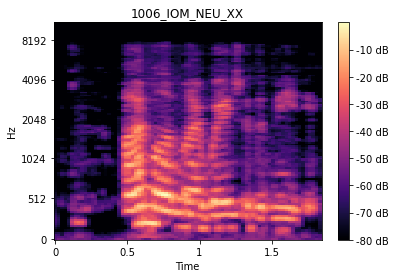 1006_IOM_NEU_XX
8192
4096
2048
1024
512
0
Hz
0
0.5
1
1.5
Time
-10 dB
-20 dB
-30 dB
-40 dB
-50 dB
-60 dB
-70 dB
-80 dB